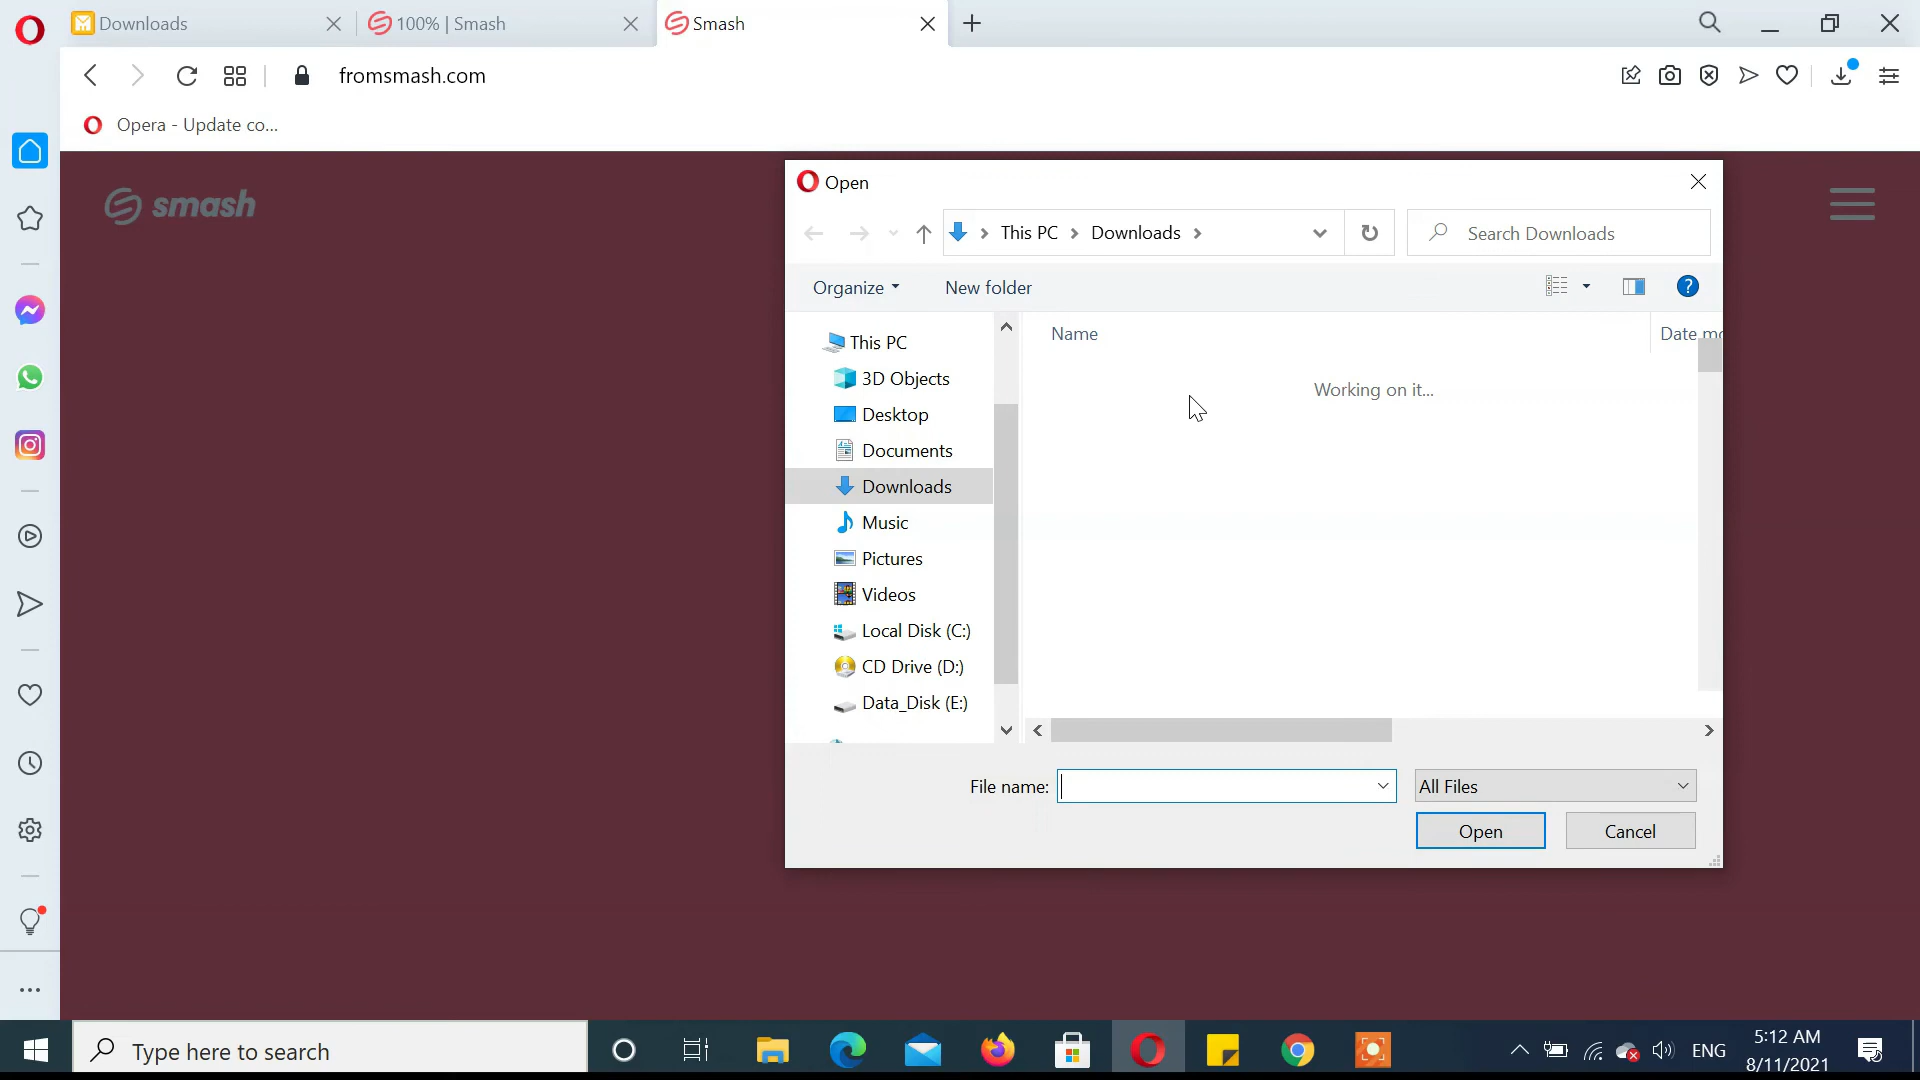 Downloads
100% | Smash
Smash
fromsmash.com
Opera - Update co...
smash
Open
This PC
Downloads
Search Downloads
Organize
New folder
Name
Date mo
Working on it...
This PC
3D Objects
Desktop
Documents
Downloads
Music
Pictures
Videos
Local Disk (C:)
CD Drive (D:)
Data_Disk (E:)
File name:
All Files
Open
Cancel
Type here to search
ENG
5:12 AM
8/11/2021